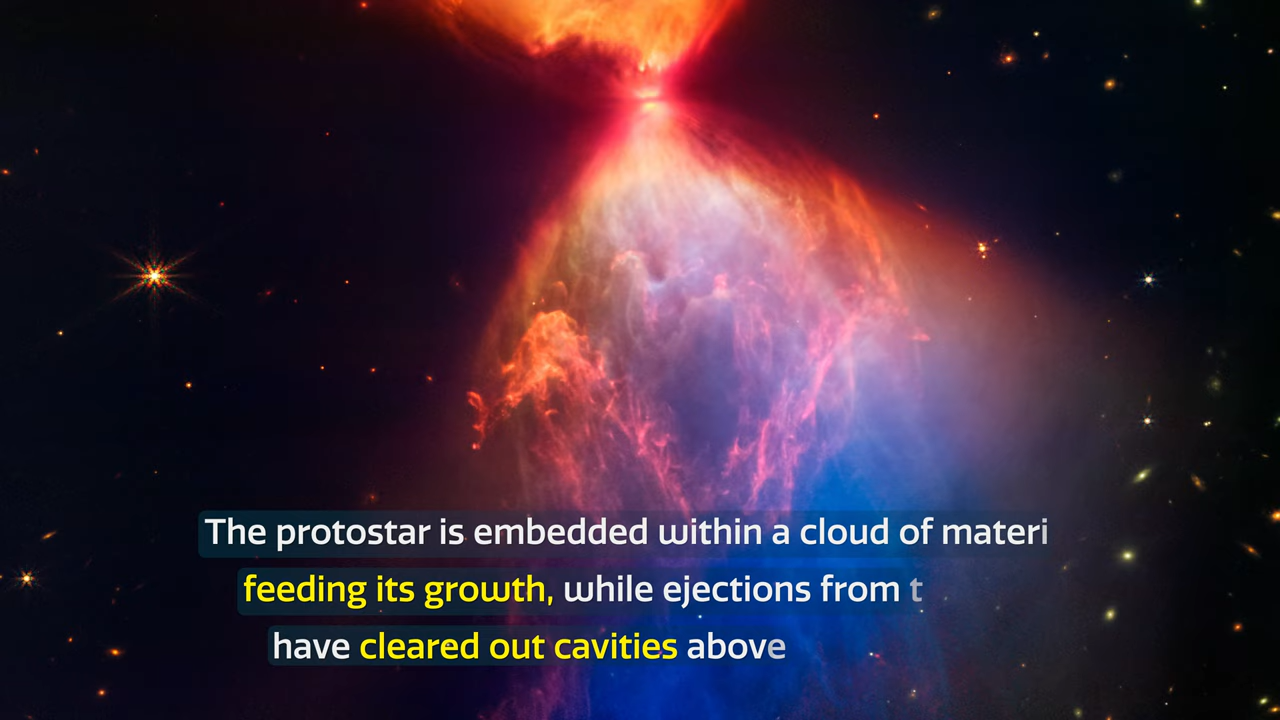 The protostar is embedded within a cloud of materi
feeding its growth, while ejections from t
have cleared out cavities above